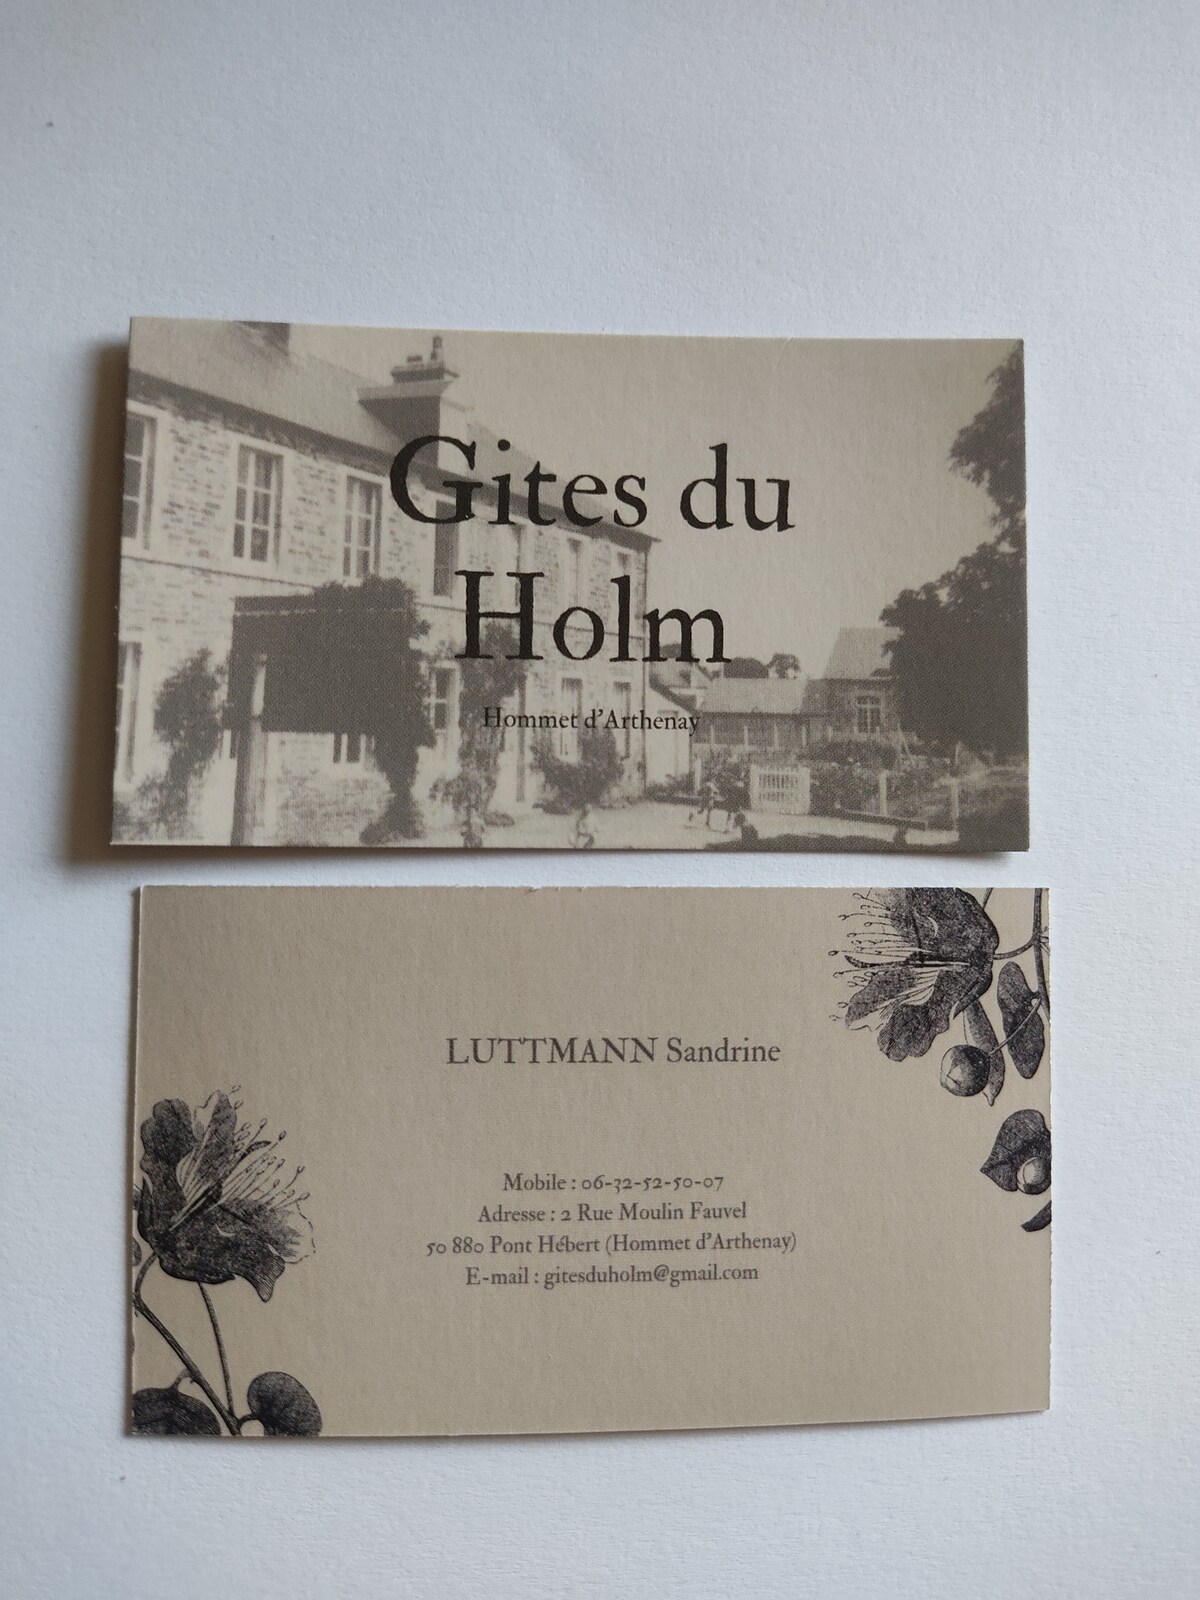 Gites du
Holm
Hommet d'Arthenay
LUTTMANN Sandrine
Mobile : 06-32-52-50-07
Adresse : 2 Rue Moulin Fauvel
50 880 Pont Hébert (Hommet d'Arthenay)
E-mail : gitesduholm@gmail.com